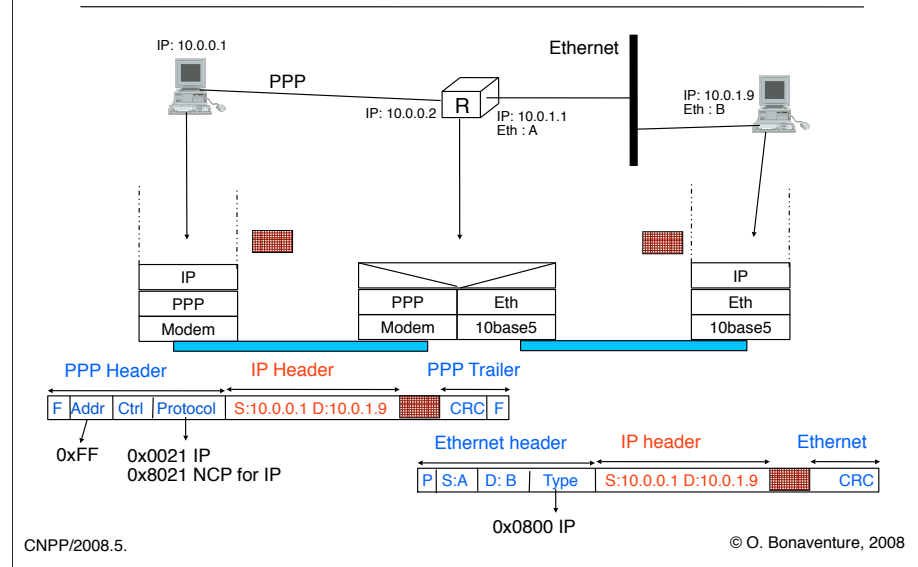 IP: 10.0.0.1
PPP
Ethernet
R
IP: 10.0.0.2
IP: 10.0.1.1
Eth : A
IP: 10.0.1.9
Eth : B
IP
PPP
Modem
PPP
Eth
Modem
10base5
IP
Eth
10base5
PPP Header
IP Header
PPP Trailer
F Addr Ctrl Protocol S:10.0.0.1 D:10.0.1.9 CRC F
0xFF
0x0021 IP
0x8021 NCP for IP
Ethernet header
IP header
Ethernet
P S:A D: B Type S:10.0.0.1 D:10.0.1.9 CRC
0x0800 IP
CNPP/2008.5.
© O. Bonaventure, 2008